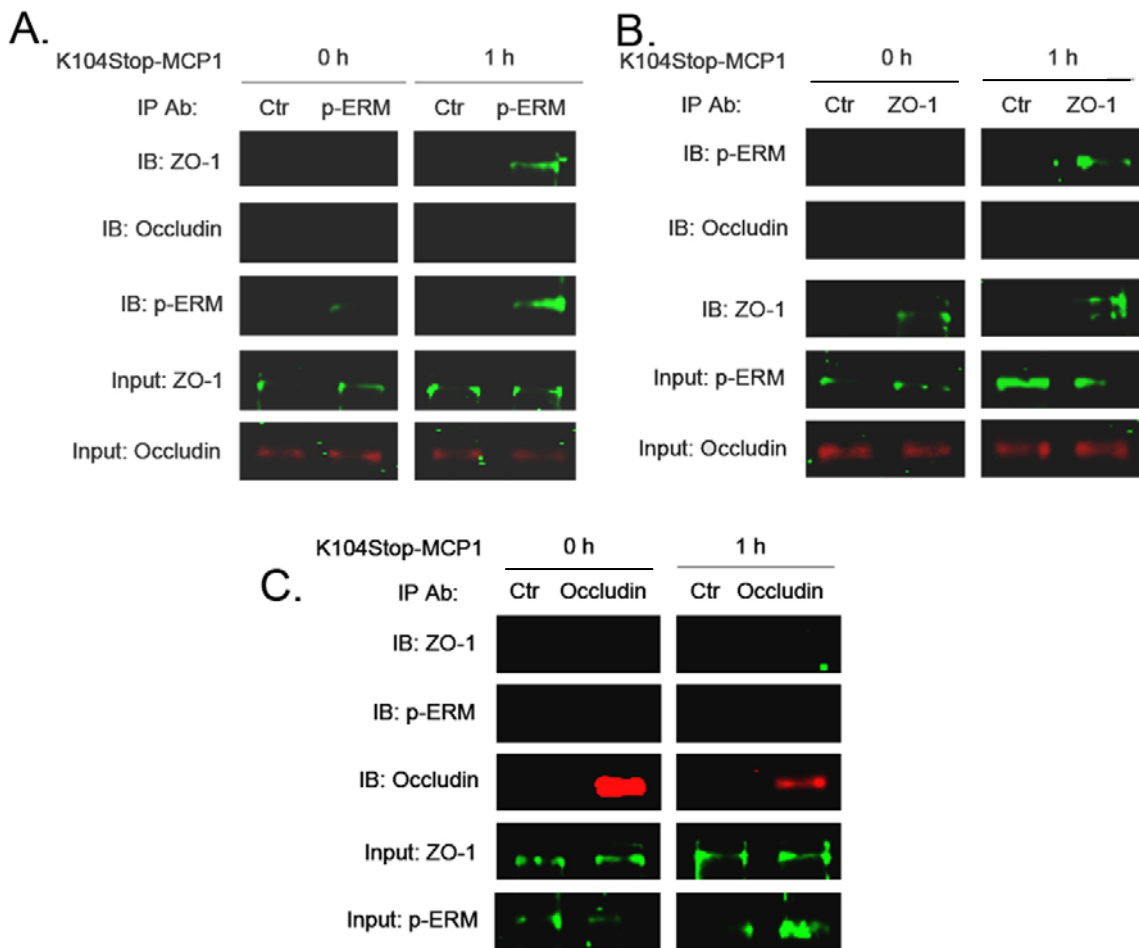 A.
K104Stop-MCP1 0 h 1 h
IP Ab: Ctr p-ERM Ctr p-ERM
IB: ZO-1
IB: Occludin
IB: p-ERM
Input: ZO-1
Input: Occludin
B.
K104Stop-MCP1 0 h 1 h
IP Ab: Ctr ZO-1 Ctr ZO-1
IB: p-ERM
IB: Occludin
IB: ZO-1
Input: p-ERM
Input: Occludin
C.
K104Stop-MCP1 0 h 1 h
IP Ab: Ctr Occludin Ctr Occludin
IB: ZO-1
IB: p-ERM
IB: Occludin
Input: ZO-1
Input: p-ERM